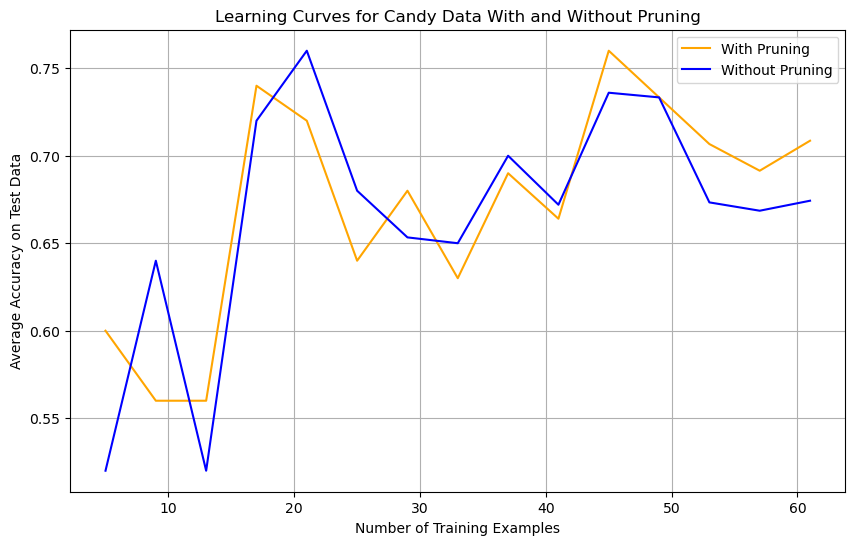 Learning Curves for Candy Data With and Without Pruning
With Pruning
Without Pruning
Average Accuracy on Test Data
0.75
0.70
0.65
0.60
0.55
10 20 30 40 50 60
Number of Training Examples